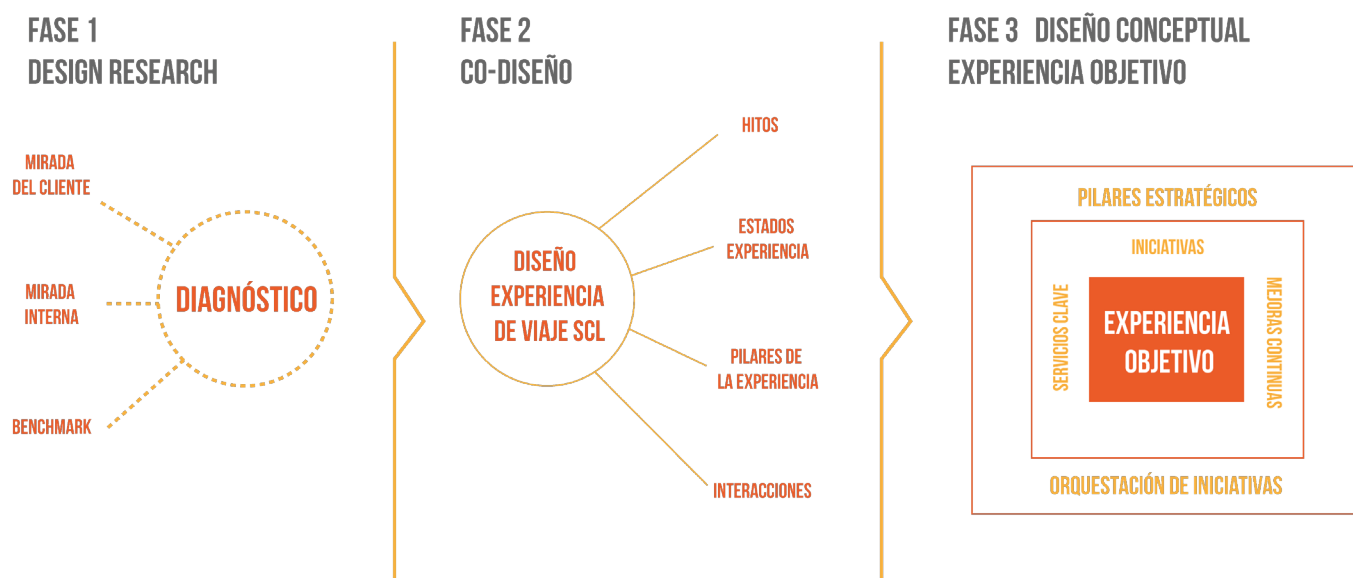 FASE 1
DESIGN RESEARCH
MIRADA
DEL CLIENTE
MIRADA
INTERNA
BENCHMARK
DIAGNÓSTICO
FASE 2
CO-DISEÑO
DISEÑO
EXPERIENCIA
DE VIAJE SCL
HITOS
ESTADOS
EXPERIENCIA
PILARES DE
LA EXPERIENCIA
INTERACCIONES
FASE 3 DISEÑO CONCEPTUAL
EXPERIENCIA OBJETIVO
PILARES ESTRATÉGICOS
INICIATIVAS
SERVICIOS CLAVE
EXPERIENCIA
OBJETIVO
MEJORAS CONTINUAS
ORQUESTACIÓN DE INICIATIVAS